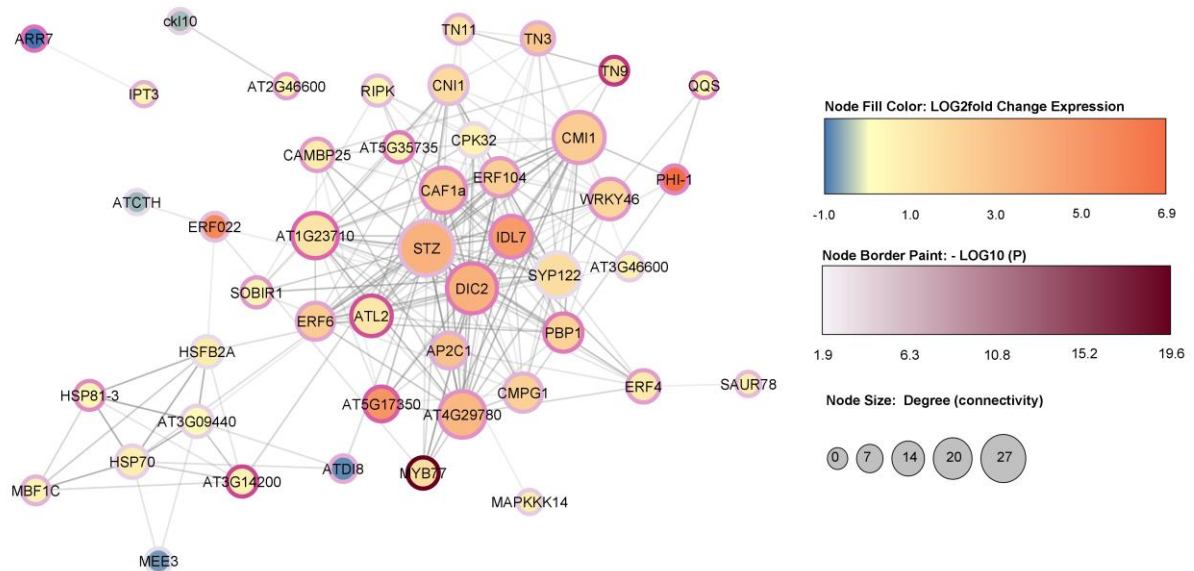 ARR7
ckl10
IPT3
AT2G46600
TN11
TN3
TN9
QQS
RIPK
CNI1
CMI1
CPK32
AT5G35735
CAMBP25
ERF104
CAF1a
WRKY46
PHI-1
ATCTH
ERF022
AT1G23710
STZ
IDL7
AT3G46600
SYP122
SOBIR1
DIC2
ERF6
ATL2
PBP1
HSFB2A
AP2C1
HSP81-3
AT5G17350
CMPG1
ERF4
SAUR78
AT3G09440
AT4G29780
HSP70
ATDI8
MYB77
AT3G14200
MBF1C
MAPKKK14
MEE3
Node Fill Color: LOG2fold Change Expression
-1.0 1.0 3.0 5.0 6.9
Node Border Paint: - LOG10 (P)
1.9 6.3 10.8 15.2 19.6
Node Size: Degree (connectivity)
0 7 14 20 27